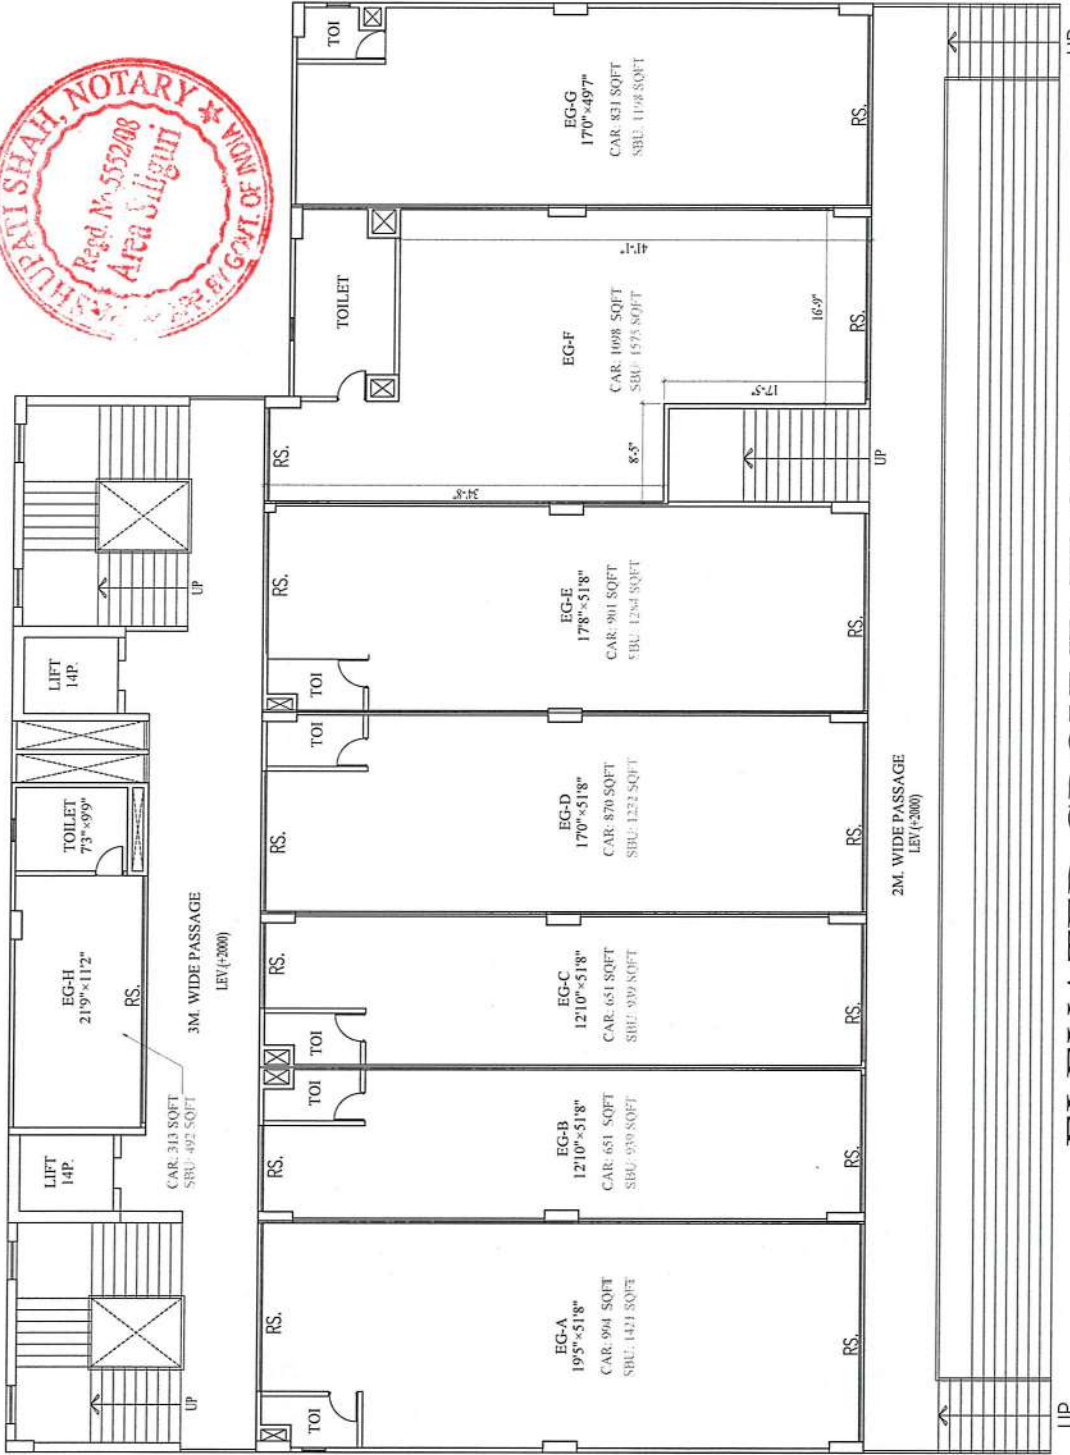 PASHUPATI SHAH, NOTARY
Regd. No. 5552/08
Area Siliguri
GOVT. OF INDIA
UP
LIFT
14P.
EG-H
21'9"×11'2"
RS.
CAR: 313 SQFT
SBU: 492 SQFT
TOILET
7'3"×9'9"
LIFT
14P.
UP
3M. WIDE PASSAGE
LEV.(+2000)
TOI
RS.
EG-A
19'5"×51'8"
CAR: 994 SQFT
SBU: 1421 SQFT
RS.
RS.
TOI
EG-B
12'10"×51'8"
CAR: 651 SQFT
SBU: 939 SQFT
RS.
TOI
RS.
EG-C
12'10"×51'8"
CAR: 651 SQFT
SBU: 939 SQFT
RS.
RS.
TOI
EG-D
17'0"×51'8"
CAR: 870 SQFT
SBU: 1232 SQFT
RS.
TOI
RS.
EG-E
17'8"×51'8"
CAR: 901 SQFT
SBU: 1284 SQFT
RS.
RS.
TOILET
EG-F
CAR: 1098 SQFT
SBU: 1575 SQFT
34'-8"
8'-5"
17'-5"
41'-1"
16'-9"
RS.
UP
TOI
EG-G
17'0"×49'7"
CAR: 831 SQFT
SBU: 1198 SQFT
RS.
2M. WIDE PASSAGE
LEV.(+2000)
UP
UP